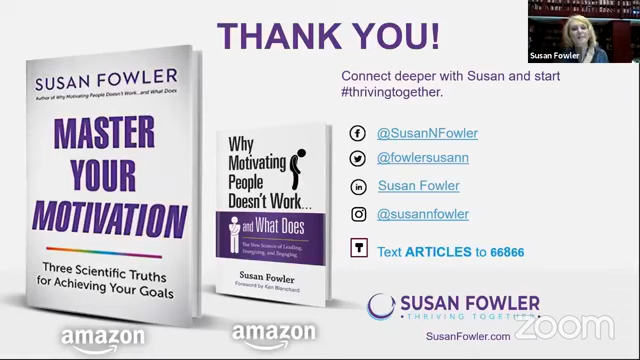 THANK YOU!
Susan Fowler
Connect deeper with Susan and start
#thrivingtogether.
SUSAN FOWLER
Author of Why Motivating People Doesn't Work...and What Does
MASTER
YOUR
MOTIVATION
Three Scientific Truths
for Achieving Your Goals
amazon
Why
Motivating
People
Doesn't Work...
and What Does
The New Science of Leading,
Energizing, and Engaging
Susan Fowler
Foreword by Ken Blanchard
amazon
@SusanNFowler
@fowlersusann
Susan Fowler
@susannfowler
Text ARTICLES to 66866
SUSAN FOWLER
THRIVING TOGETHER
SusanFowler.com
zoom